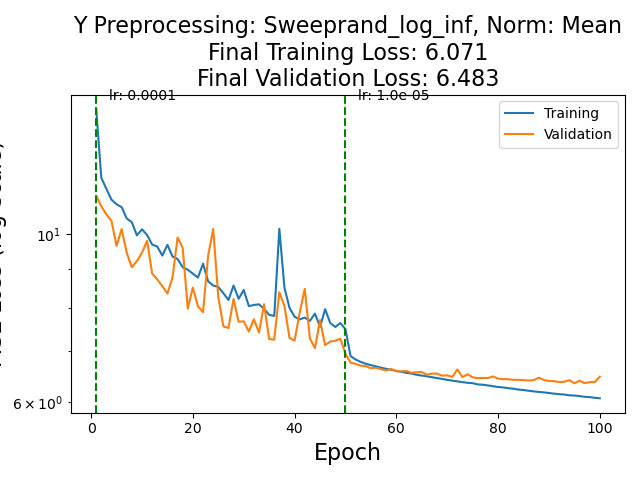 Y Preprocessing: Sweeprand_log_inf, Norm: Mean
Final Training Loss: 6.071
Final Validation Loss: 6.483
lr: 0.0001
lr: 1.0e-05
Training
Validation
10¹
6 × 10⁰
0 20 40 60 80 100
Epoch